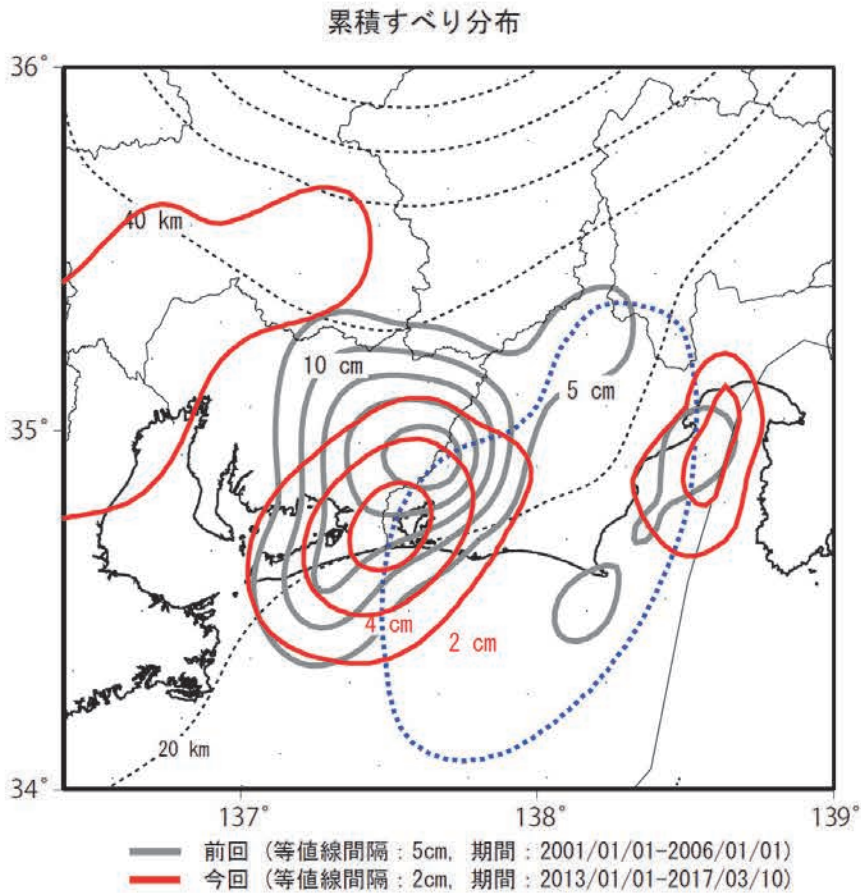 累積すべり分布
36°
40 km
10 cm
5 cm
35°
4 cm
2 cm
20 km
34°
137°
138°
139°
前回 (等値線間隔：5cm, 期間：2001/01/01-2006/01/01)
今回 (等値線間隔：2cm, 期間：2013/01/01-2017/03/10)